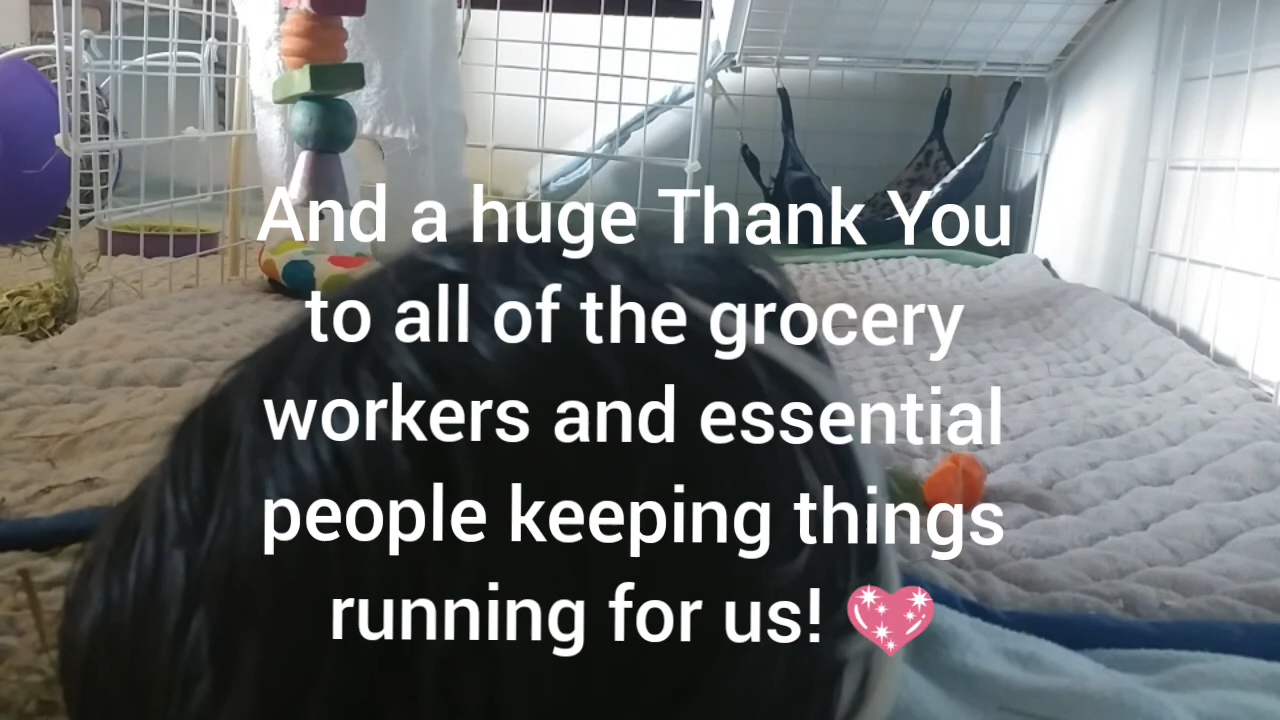 And a huge Thank You
to all of the grocery
workers and essential
people keeping things
running for us! 💖